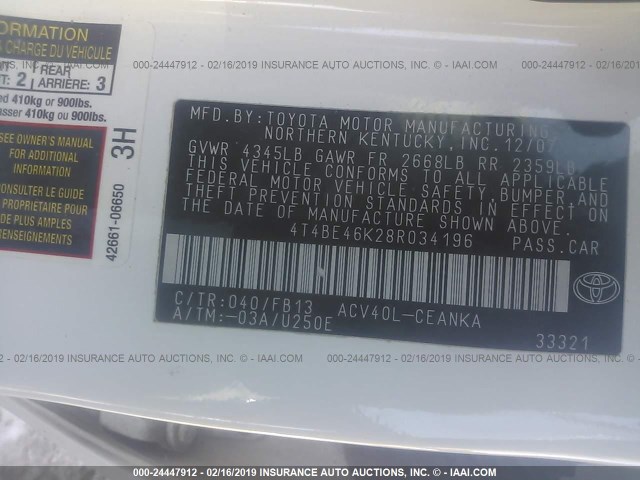 000-24447912 - 02/16/2019 INSURANCE AUTO AUCTIONS, INC. - IAAI.COM
FORMATION
A CHARGE DU VEHICULE
2 REAR
ARRIÈRE: 3
ed 410kg or 900lbs.
asser 410kg ou 900lbs.
SEE OWNER'S MANUAL
FOR ADDITIONAL
INFORMATION
CONSULTER LE GUIDE
PROPRIETAIRE POUR
PLUS DE
42661-06650
3H
MFD. BY: TOYOTA MOTOR MANUFACTURING,
NORTHERN KENTUCKY, INC. 12/07
GVWR 4345LB GAWR FR 2668LB RR 2359LB
THIS VEHICLE CONFORMS TO ALL APPLICABLE
FEDERAL MOTOR VEHICLE SAFETY, BUMPER, AND
THEFT PREVENTION STANDARDS IN EFFECT ON
THE DATE OF MANUFACTURE SHOWN ABOVE.
4T4BE46K28R034196 PASS.CAR
C/TR:040/FB13 ACV40L-CEANKA
A/TM:-03A/U250E
33321
TOYOTA
000-24447912 - 02/16/2019 INSURANCE AUTO AUCTIONS, INC. - IAAI.COM
000-24447912 - 02/16/2019 INSURANCE AUTO AUCTIONS, INC. - IAAI.COM